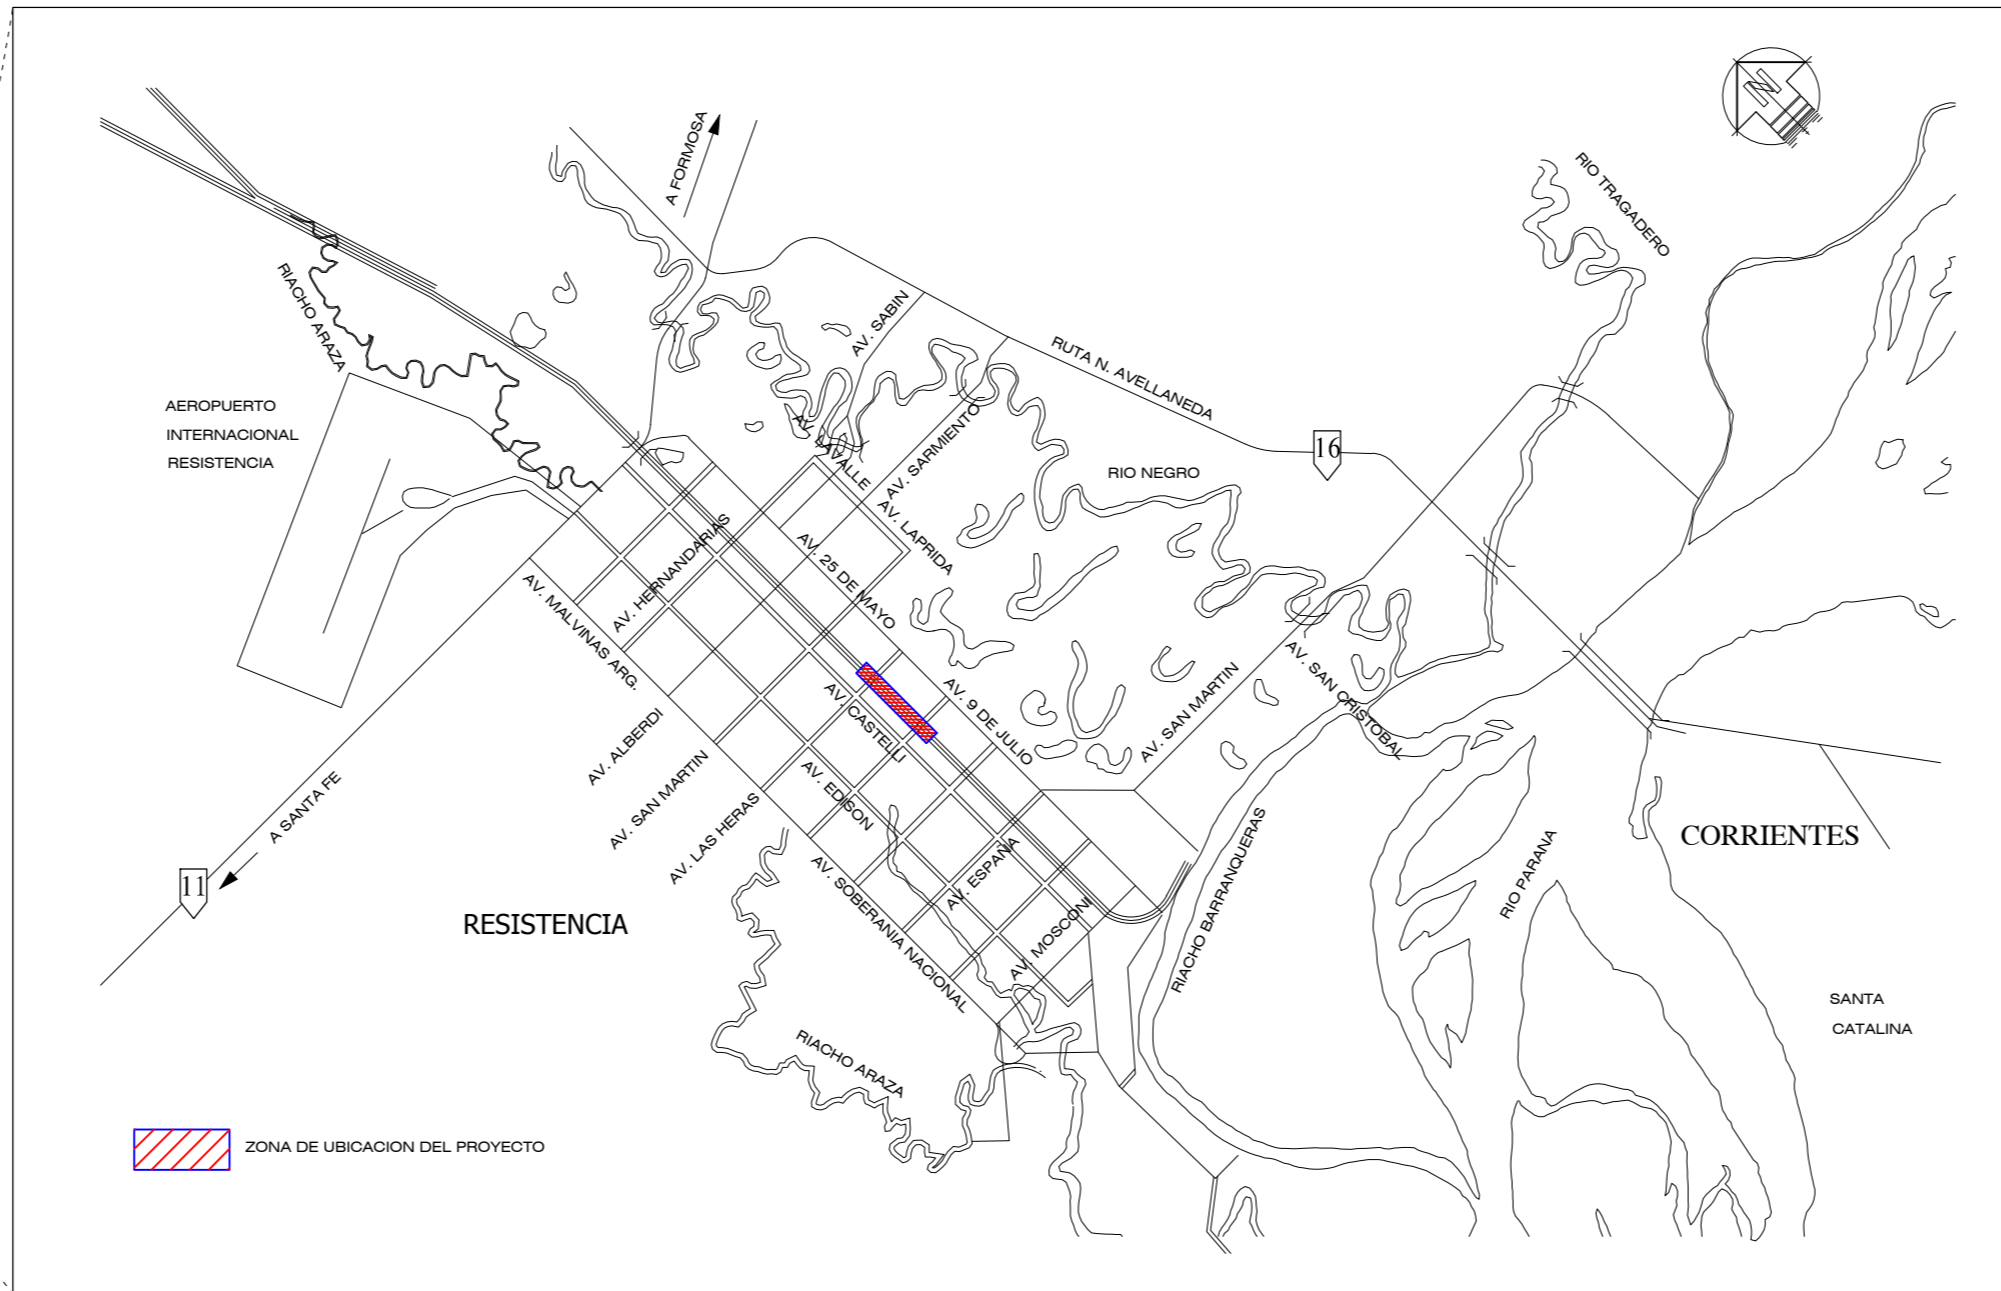 N
A FORMOSA
RIO TRAGADERO
RIACHO ARAZA
AV. SABIN
RUTA N. AVELLANEDA
AEROPUERTO
INTERNACIONAL
RESISTENCIA
AV. LAVALLE
AV. SARMIENTO
16
RIO NEGRO
AV. LAPRIDA
AV. HERNANDARIAS
AV. 25 DE MAYO
AV. MALVINAS ARG.
AV. SAN CRISTOBAL
AV. SAN MARTIN
AV. 9 DE JULIO
AV. CASTELLI
AV. ALBERDI
AV. SAN MARTIN
AV. EDISON
AV. LAS HERAS
A SANTA FE
11
RESISTENCIA
AV. SOBERANIA NACIONAL
AV. ESPAÑA
AV. MOSCONI
RIACHO BARRANQUERAS
RIO PARANA
CORRIENTES
SANTA
CATALINA
RIACHO ARAZA
ZONA DE UBICACION DEL PROYECTO